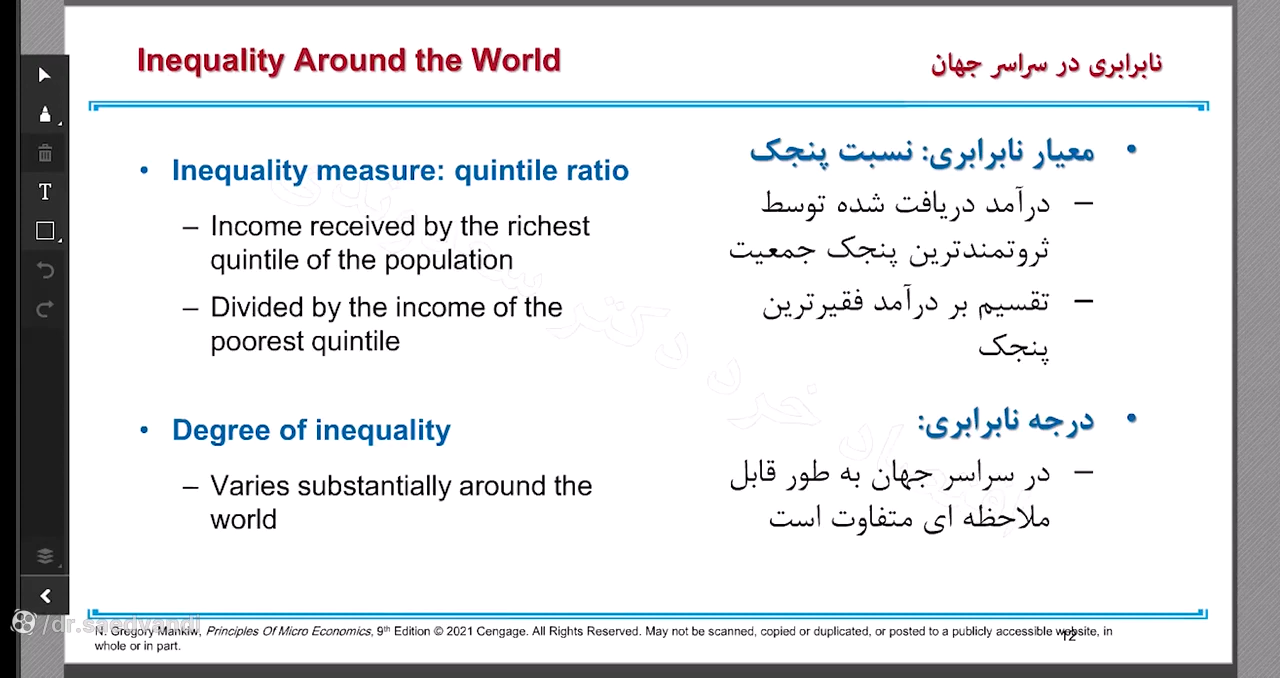 Inequality Around the World
نابرابری در سراسر جهان
• Inequality measure: quintile ratio
– Income received by the richest
quintile of the population
– Divided by the income of the
poorest quintile
• Degree of inequality
– Varies substantially around the
world
• معیار نابرابری: نسبت پنجک
– درآمد دریافت شده توسط
ثروتمندترین پنجک جمعیت
– تقسیم بر درآمد فقیرترین
پنجک
• درجه نابرابری:
– در سراسر جهان به طور قابل
ملاحظه ای متفاوت است
N. Gregory Mankiw, Principles Of Micro Economics, 9th Edition © 2021 Cengage. All Rights Reserved. May not be scanned, copied or duplicated, or posted to a publicly accessible website, in
whole or in part.
12
/dr.saedvandi
T